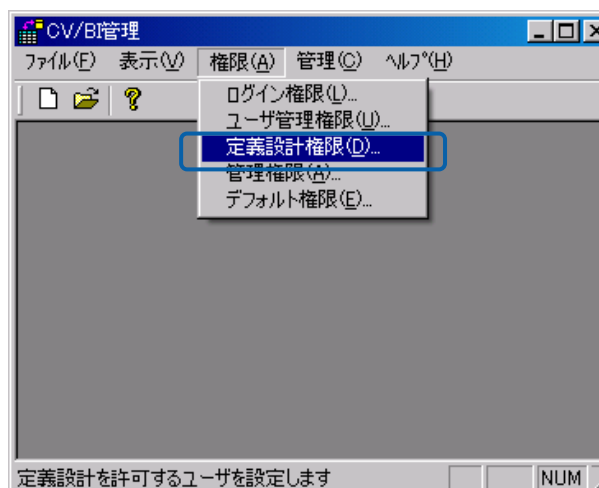 CV/BI管理
ファイル(F) 表示(V) 権限(A) 管理(C) ヘルプ(H)
ログイン権限(L)...
ユーザ管理権限(U)...
定義設計権限(D)...
管理権限(A)...
デフォルト権限(E)...
定義設計を許可するユーザを設定します NUM